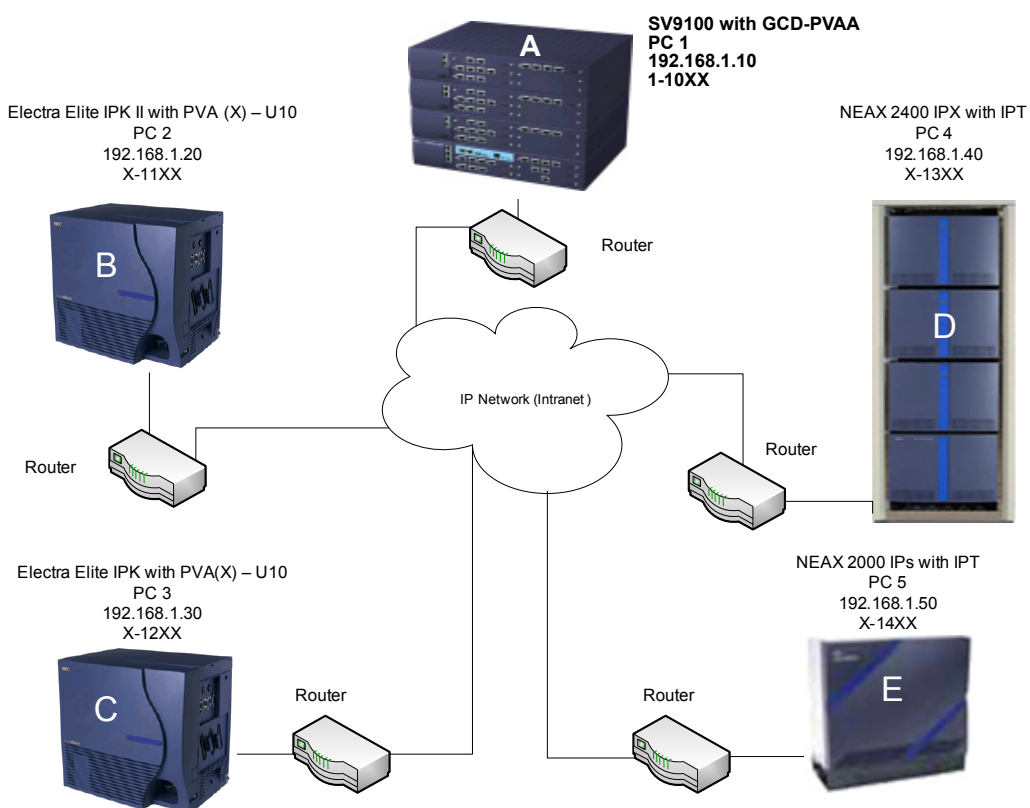 SV9100 with GCD-PVAA
PC 1
192.168.1.10
1-10XX
A
Electra Elite IPK II with PVA (X) – U10
PC 2
192.168.1.20
X-11XX
B
NEAX 2400 IPX with IPT
PC 4
192.168.1.40
X-13XX
D
Router
IP Network (Intranet )
Router
Router
Electra Elite IPK with PVA(X) – U10
PC 3
192.168.1.30
X-12XX
C
Router
NEAX 2000 IPs with IPT
PC 5
192.168.1.50
X-14XX
E
Router